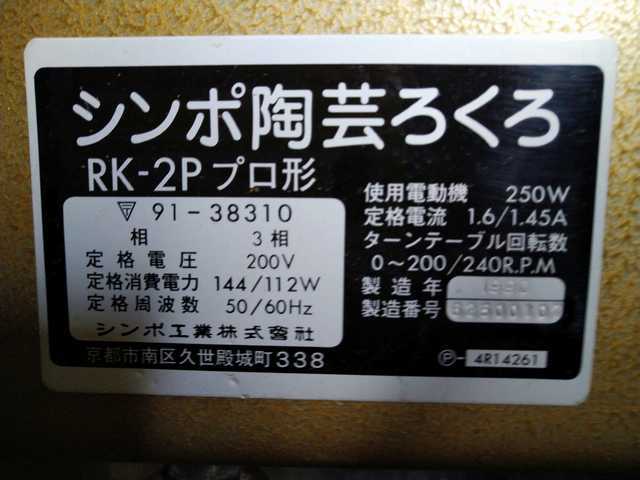 シンポ陶芸ろくろ
RK-2Pプロ形
91-38310
相 3相
定格電圧 200V
定格消費電力 144/112W
定格周波数 50/60Hz
シンポ工業株式會社
京都市南区久世殿城町338
使用電動機 250W
定格電流 1.6/1.45A
ターンテーブル回転数
0～200/240R.P.M
製造年
製造番号
Ⓟ-4R14261